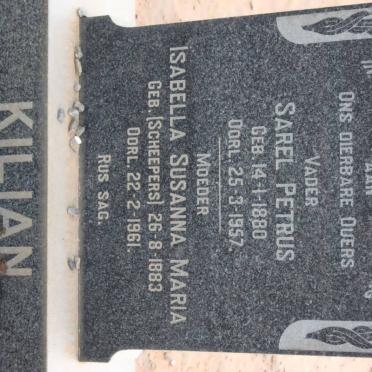 AAN
ONS DIERBARE OUERS
VADER
SAREL PETRUS
GEB. 14-1-1880
OORL. 25-3-1957.
MOEDER
ISABELLA SUSANNA MARIA
GEB. (SCHEEPERS) 26-8-1883
OORL. 22-2-1961.
RUS SAG.
KILIAN